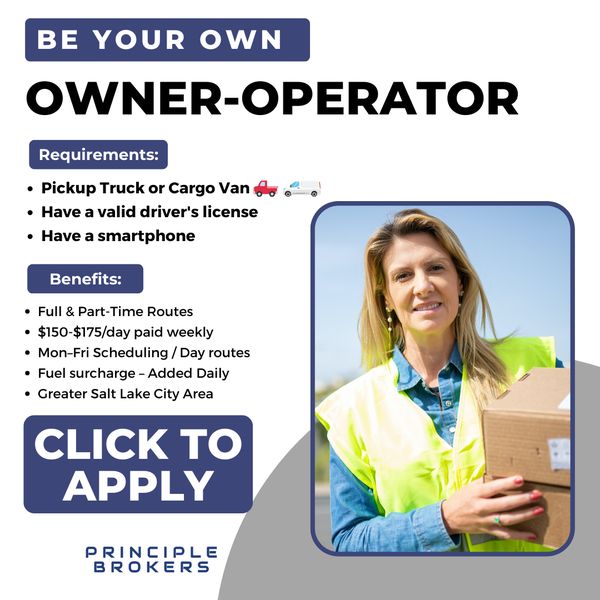 BE YOUR OWN
OWNER-OPERATOR
Requirements:
• Pickup Truck or Cargo Van
• Have a valid driver's license
• Have a smartphone
Benefits:
• Full & Part-Time Routes
• $150-$175/day paid weekly
• Mon–Fri Scheduling / Day routes
• Fuel surcharge – Added Daily
• Greater Salt Lake City Area
CLICK TO
APPLY
PRINCIPLE
BROKERS